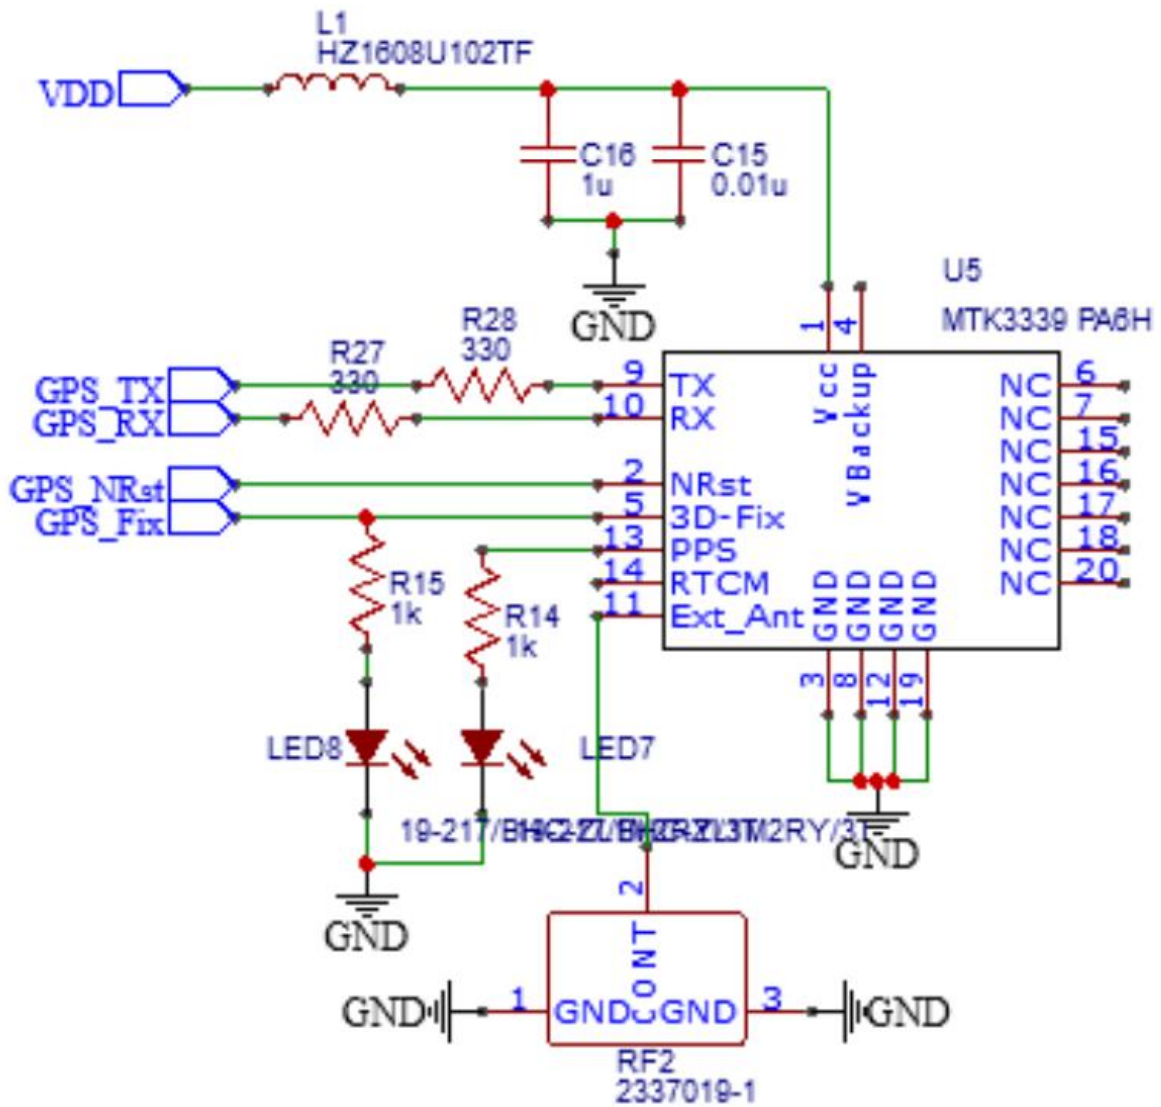 L1
HZ1608U102TF
VDD
C16
1u
C15
0.01u
GND
U5
MTK3339 PA6H
1
4
Vcc
VBackup
R28
330
R27
330
GPS_TX
9
TX
GPS_RX
10
RX
GPS_NRst
2
NRst
GPS_Fix
5
3D-Fix
13
PPS
14
RTCM
11
Ext_Ant
NC 6
NC 7
NC 15
NC 16
NC 17
NC 18
NC 20
GND
GND
GND
GND
3
8
12
19
GND
R15
1k
R14
1k
LED8
LED7
GND
2
CONT
GND
1
GND
GND
3
GND
RF2
2337019-1